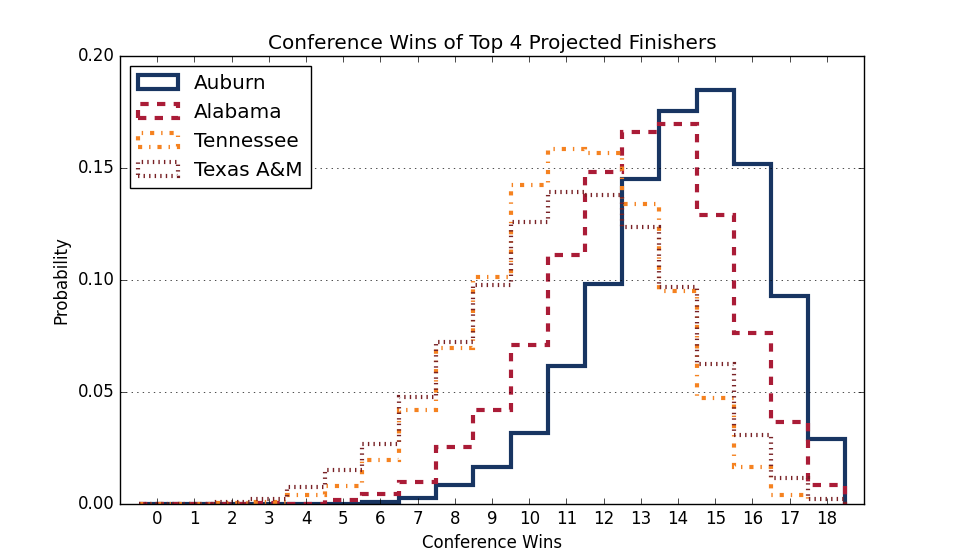 Conference Wins of Top 4 Projected Finishers
0.20
0.15
0.10
0.05
0.00
Probability
Auburn
Alabama
Tennessee
Texas A&M
0 1 2 3 4 5 6 7 8 9 10 11 12 13 14 15 16 17 18
Conference Wins